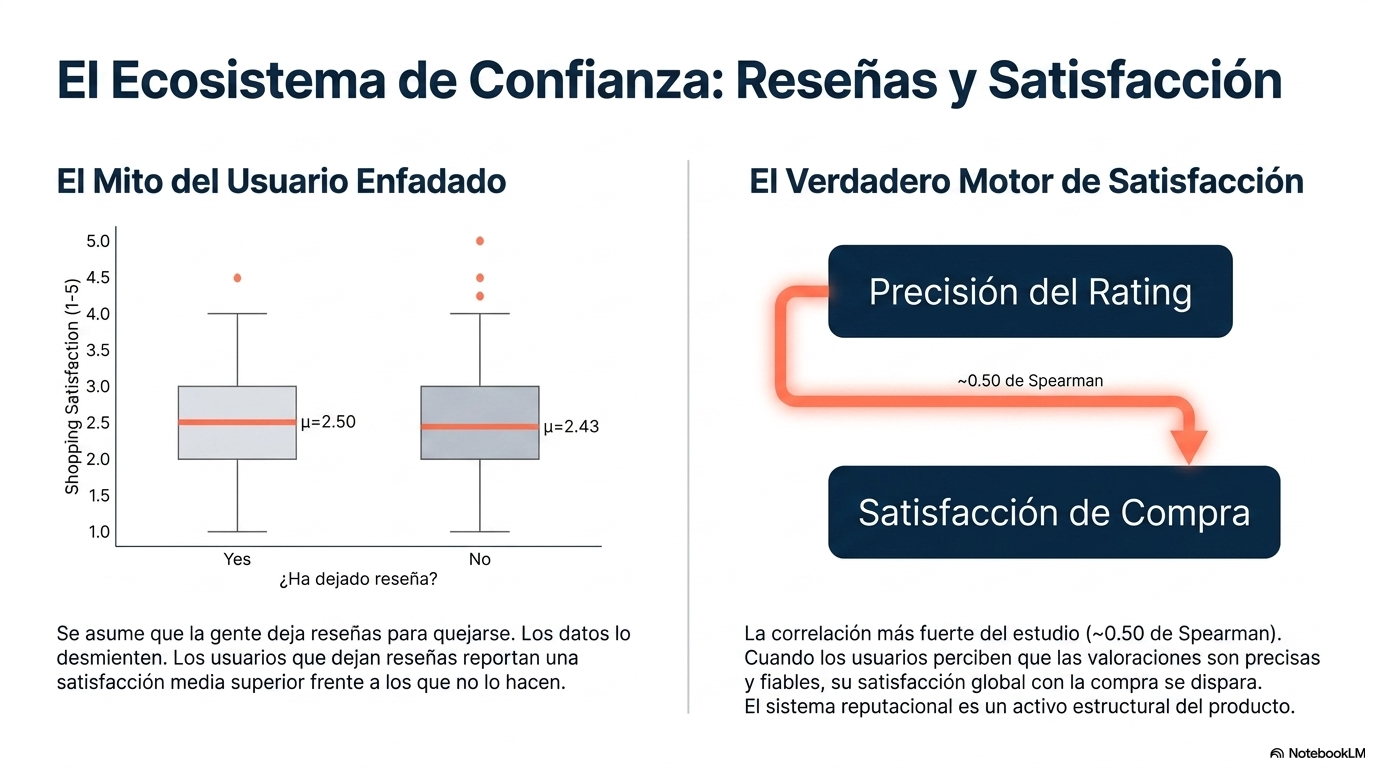 El Ecosistema de Confianza: Reseñas y Satisfacción
El Mito del Usuario Enfadado
Shopping Satisfaction (1-5)
5.0
4.5
4.0
3.5
3.0
2.5
2.0
1.5
1.0
µ=2.50
µ=2.43
Yes
No
¿Ha dejado reseña?
Se asume que la gente deja reseñas para quejarse. Los datos lo
desmienten. Los usuarios que dejan reseñas reportan una
satisfacción media superior frente a los que no lo hacen.
El Verdadero Motor de Satisfacción
Precisión del Rating
~0.50 de Spearman
Satisfacción de Compra
La correlación más fuerte del estudio (~0.50 de Spearman).
Cuando los usuarios perciben que las valoraciones son precisas
y fiables, su satisfacción global con la compra se dispara.
El sistema reputacional es un activo estructural del producto.
NotebookLM